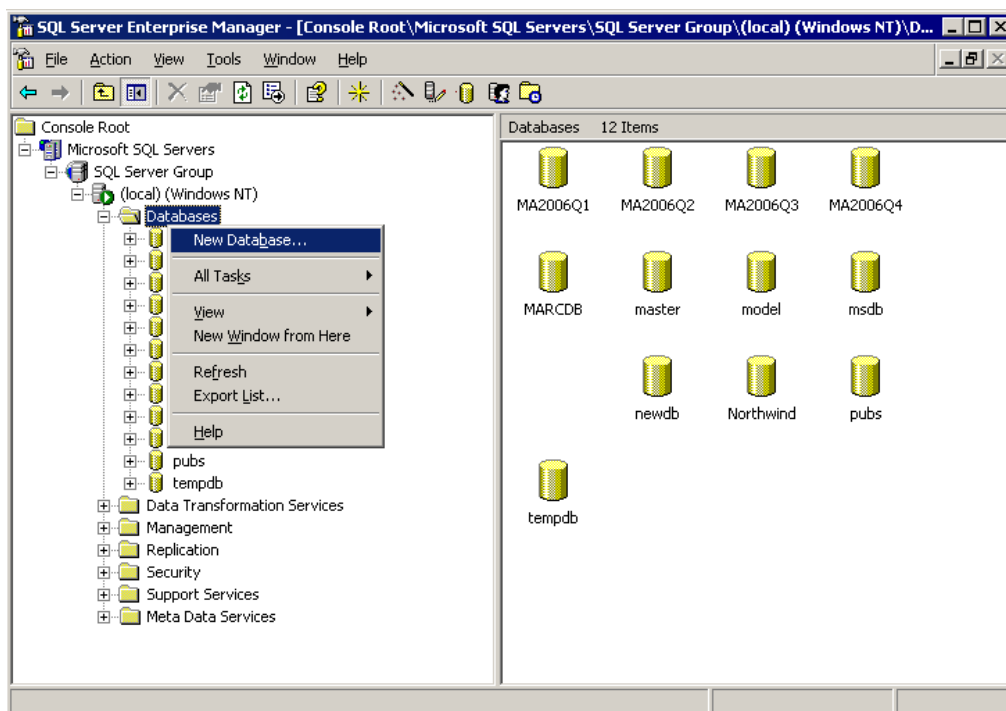 SQL Server Enterprise Manager - [Console Root\Microsoft SQL Servers\SQL Server Group\(local) (Windows NT)\D...
File Action View Tools Window Help
Console Root
Microsoft SQL Servers
SQL Server Group
(local) (Windows NT)
Databases
New Database...
All Tasks
View
New Window from Here
Refresh
Export List...
Help
pubs
tempdb
Data Transformation Services
Management
Replication
Security
Support Services
Meta Data Services
Databases 12 Items
MA2006Q1 MA2006Q2 MA2006Q3 MA2006Q4
MARCDB master model msdb
newdb Northwind pubs
tempdb